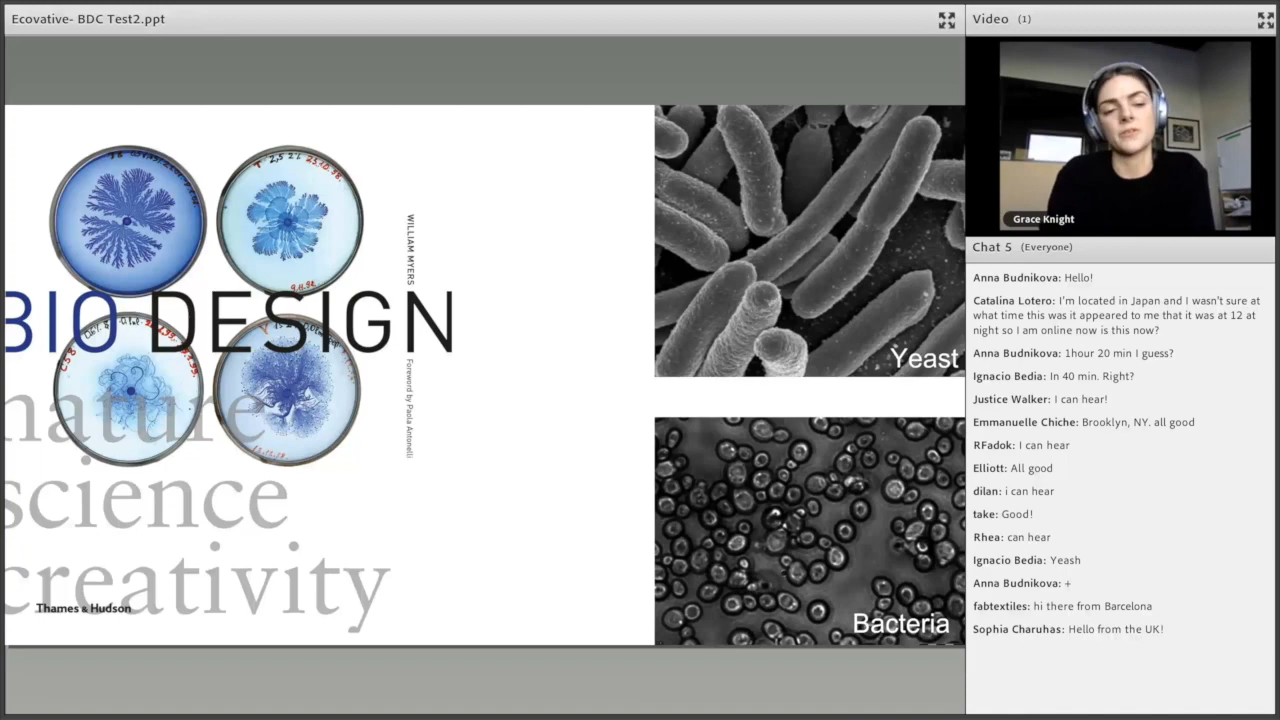 Ecovative- BDC Test2.ppt
BIO DESIGN
WILLIAM MYERS
Foreword by Paola Antonelli
nature
science
creativity
Thames & Hudson
Yeast
Bacteria
Video (1)
Grace Knight
Chat 5 (Everyone)
Anna Budnikova: Hello!
Catalina Lotero: I'm located in Japan and I wasn't sure at
what time this was it appeared to me that it was at 12 at
night so I am online now is this now?
Anna Budnikova: 1hour 20 min I guess?
Ignacio Bedia: In 40 min. Right?
Justice Walker: I can hear!
Emmanuelle Chiche: Brooklyn, NY. all good
RFadok: I can hear
Elliott: All good
dilan: i can hear
take: Good!
Rhea: can hear
Ignacio Bedia: Yeash
Anna Budnikova: +
fabtextiles: hi there from Barcelona
Sophia Charuhas: Hello from the UK!